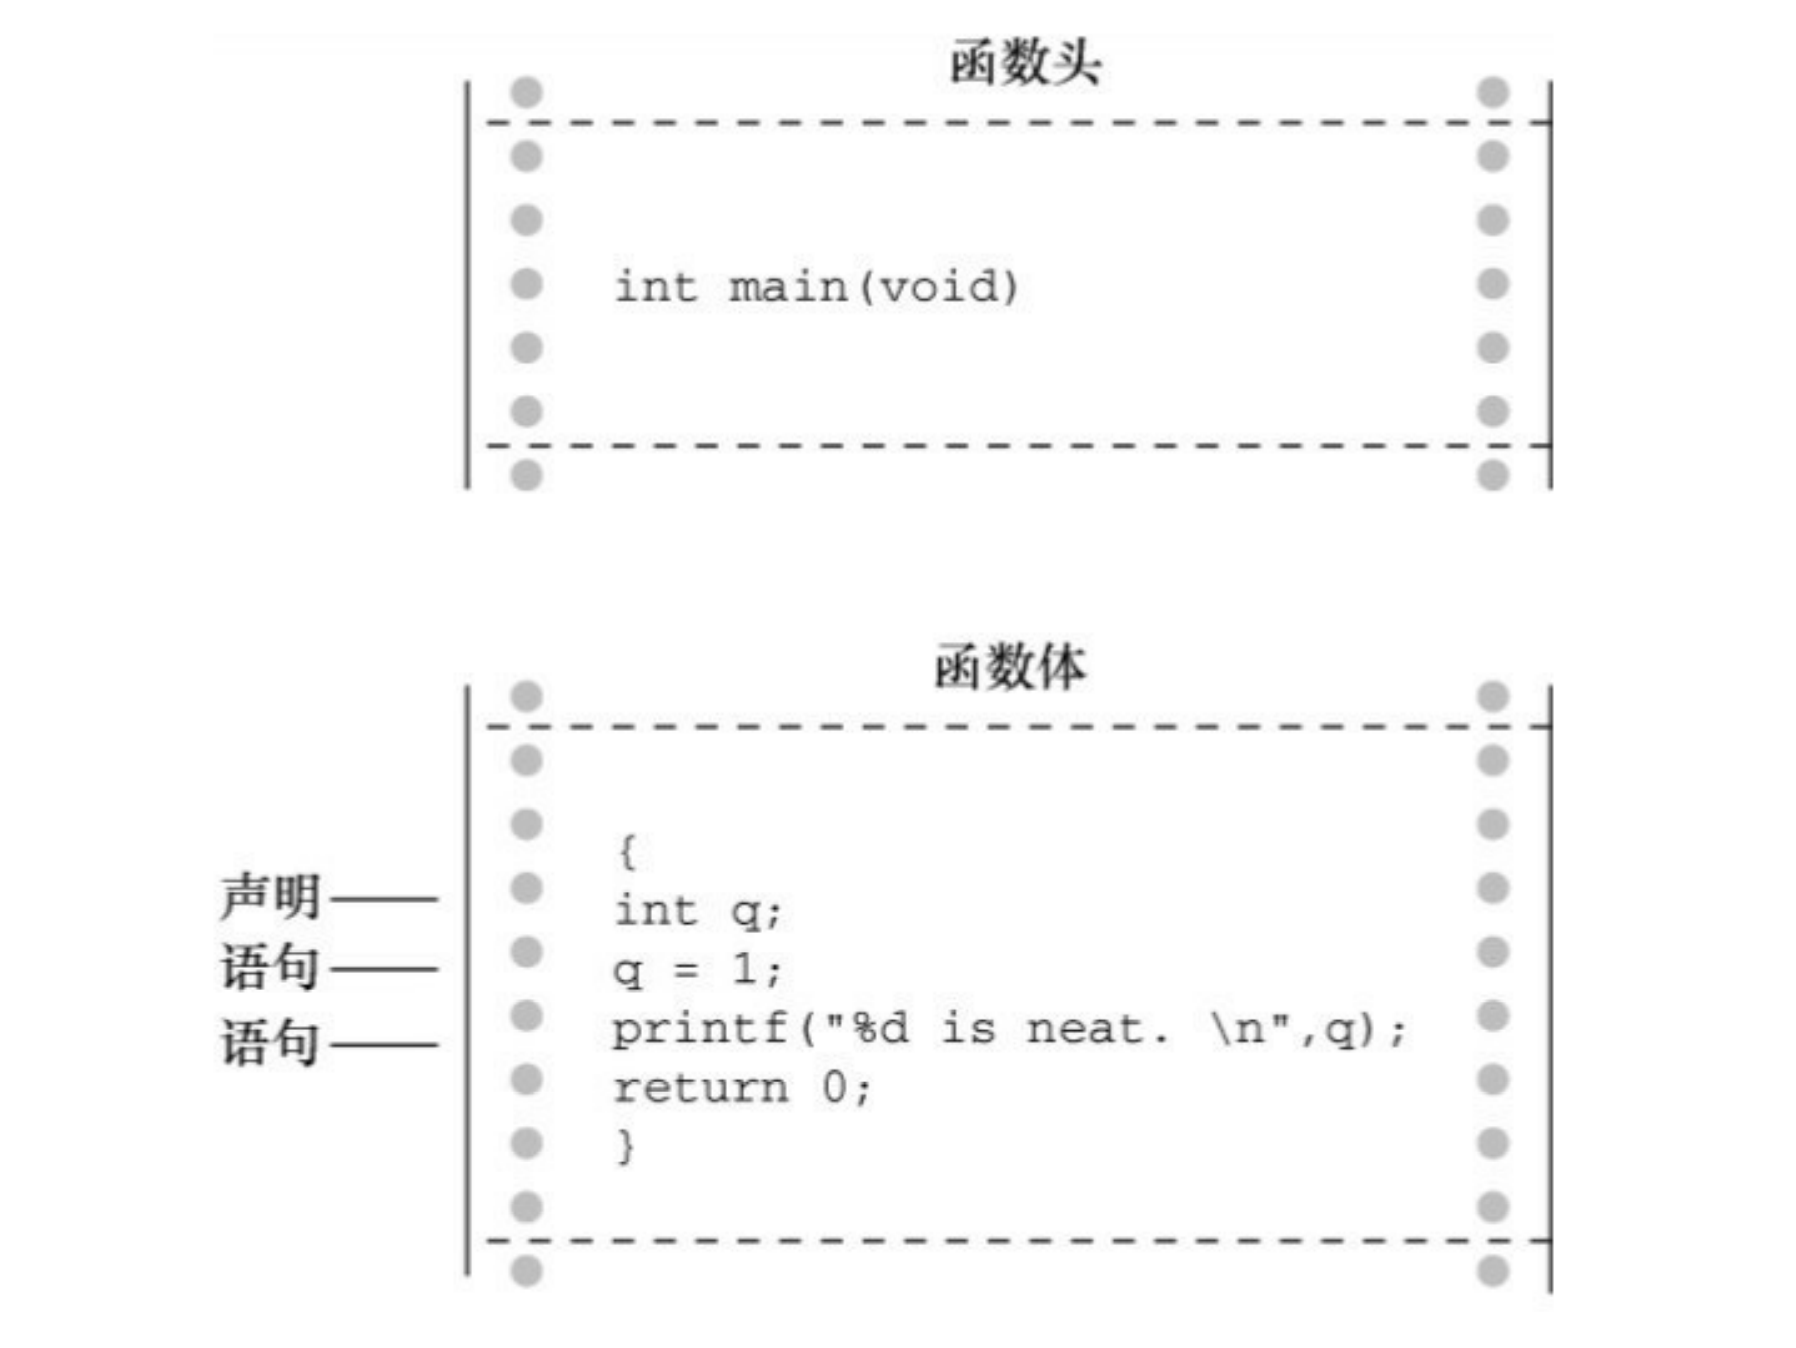 函数头
int main(void)
函数体
{
声明 int q;
语句 q = 1;
语句 printf("%d is neat. \n",q);
return 0;
}